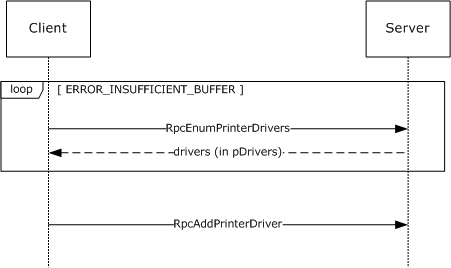 Client
Server
loop
[ ERROR_INSUFFICIENT_BUFFER ]
RpcEnumPrinterDrivers
drivers (in pDrivers)
RpcAddPrinterDriver